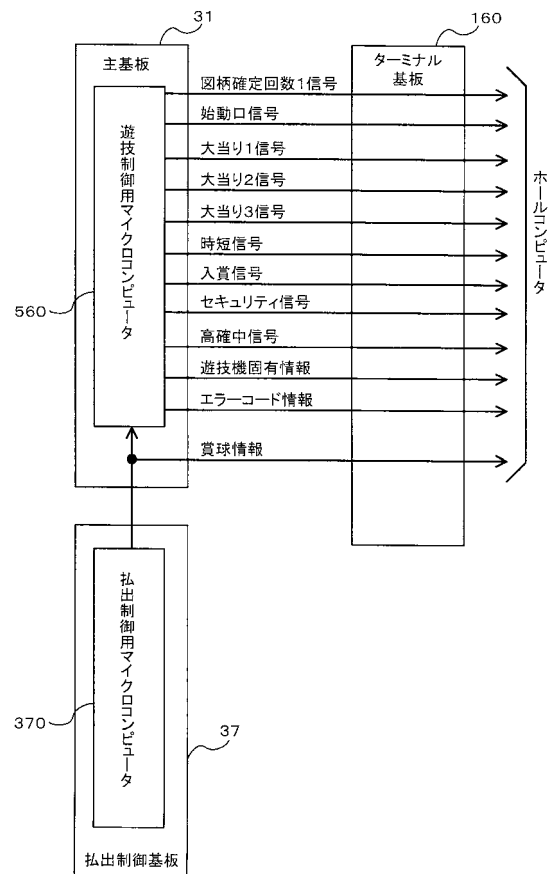 31
160
主基板
ターミナル
基板
図柄確定回数1信号
始動口信号
大当り1信号
大当り2信号
大当り3信号
時短信号
入賞信号
セキュリティ信号
高確中信号
遊技機固有情報
エラーコード情報
賞球情報
遊技制御用マイクロコンピュータ
560
ホールコンピュータ
払出制御用マイクロコンピュータ
370
37
払出制御基板